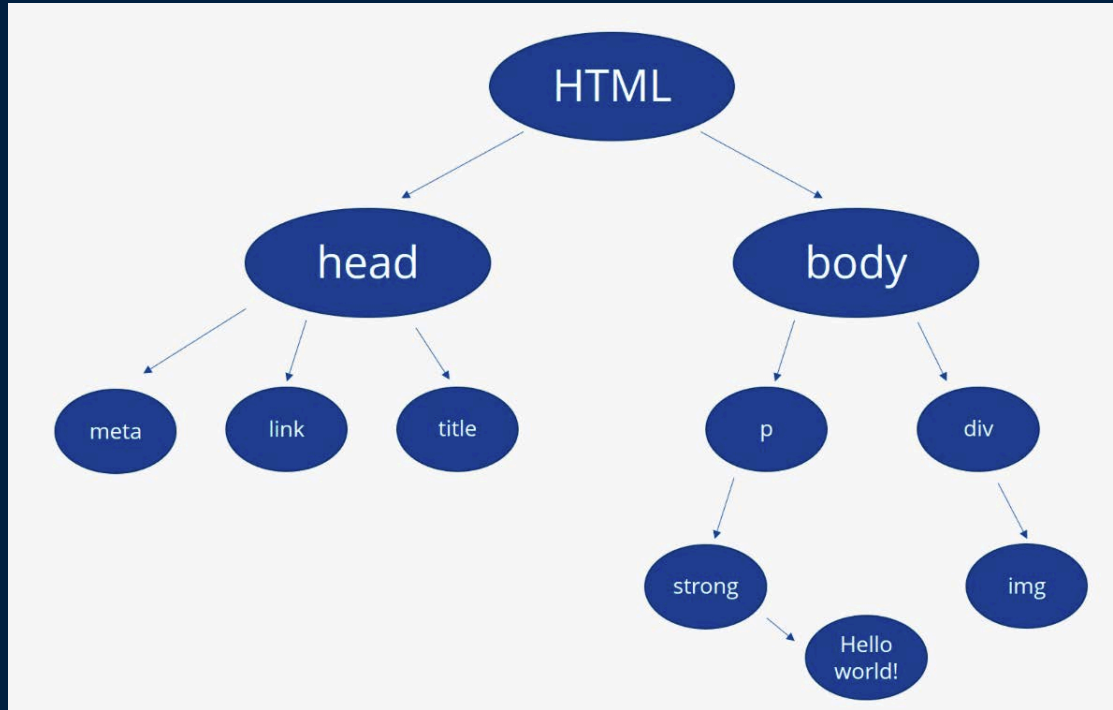 HTML
head
body
meta
link
title
p
div
strong
img
Hello
world!